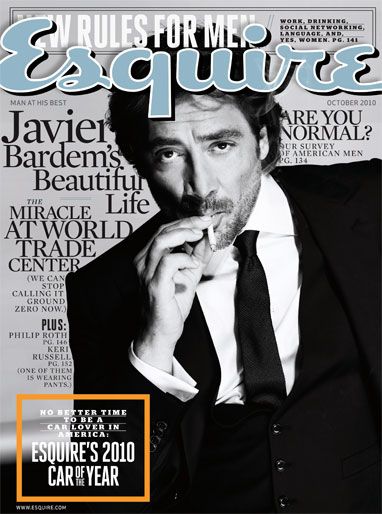 NEW RULES FOR MEN
WORK, DRINKING,
SOCIAL NETWORKING,
LANGUAGE, AND,
YES, WOMEN. PG. 141
Esquire
MAN AT HIS BEST
OCTOBER 2010
Javier
Bardem's
Beautiful
Life
ARE YOU
NORMAL?
OUR SURVEY
OF AMERICAN MEN
PG. 134
THE
MIRACLE
AT WORLD
TRADE
CENTER
(WE CAN
STOP
CALLING IT
GROUND
ZERO NOW.)
PLUS:
PHILIP ROTH
PG. 146
KERI
RUSSELL
PG. 152
(ONE OF THEM
IS WEARING
PANTS.)
NO BETTER TIME
TO BE A
CAR LOVER IN
AMERICA:
ESQUIRE'S 2010
CAR OF THE YEAR
WWW.ESQUIRE.COM